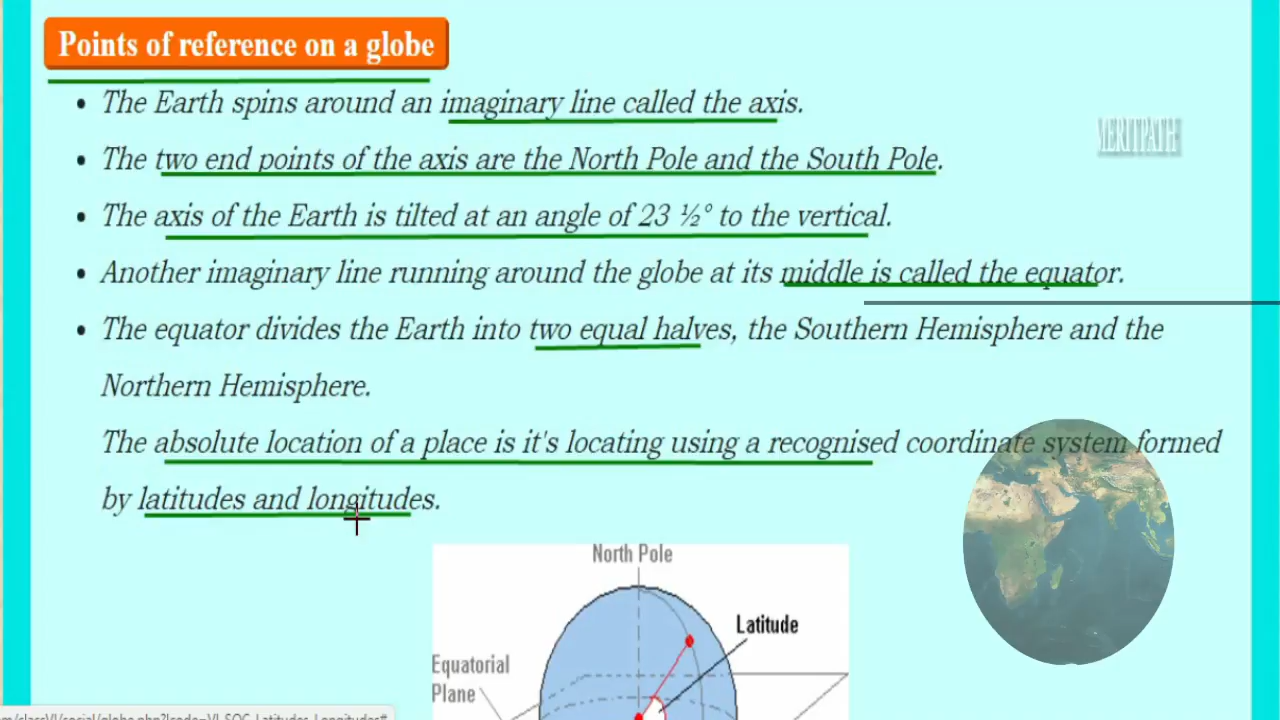 Points of reference on a globe
• The Earth spins around an imaginary line called the axis.
MERITPATH
• The two end points of the axis are the North Pole and the South Pole.
• The axis of the Earth is tilted at an angle of 23 ½° to the vertical.
• Another imaginary line running around the globe at its middle is called the equator.
• The equator divides the Earth into two equal halves, the Southern Hemisphere and the
Northern Hemisphere.
The absolute location of a place is it's locating using a recognised coordinate system formed
by latitudes and longitudes.
North Pole
Latitude
Equatorial
Plane